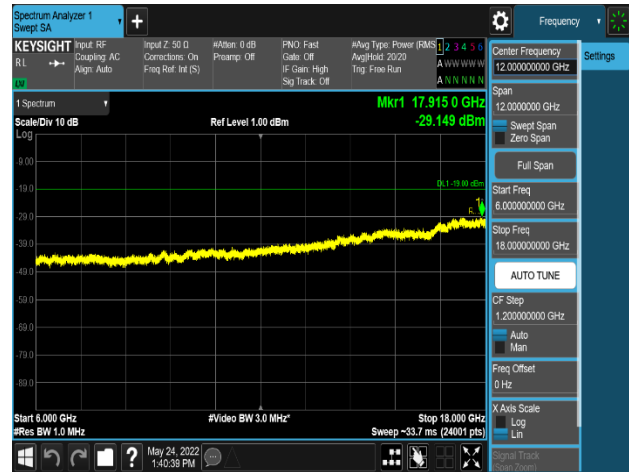 Spectrum Analyzer 1
Swept SA
+
Frequency
KEYSIGHT
RL
Input: RF
Coupling: AC
Align: Auto
Input Z: 50 Ω
Corrections: On
Freq Ref: Int (S)
#Atten: 0 dB
Preamp: Off
PNO: Fast
Gate: Off
IF Gain: High
Sig Track: Off
#Avg Type: Power (RMS
Avg|Hold: 20/20
Trig: Free Run
1 2 3 4 5 6
A W W W W W
A N N N N N
Settings
Center Frequency
12.000000000 GHz
Span
12.0000000 GHz
Swept Span
Zero Span
Full Span
Start Freq
6.000000000 GHz
Stop Freq
18.000000000 GHz
AUTO TUNE
CF Step
1.200000000 GHz
Auto
Man
Freq Offset
0 Hz
X Axis Scale
Log
Lin
Signal Track
(Span Zoom)
1 Spectrum
Mkr1 17.915 0 GHz
Scale/Div 10 dB
Ref Level 1.00 dBm
-29.149 dBm
Log
-9.00
-19.0
DL1 -19.00 dBm
1
-29.0
-39.0
-49.0
-59.0
-69.0
-79.0
-89.0
Start 6.000 GHz
#Video BW 3.0 MHz*
Stop 18.000 GHz
#Res BW 1.0 MHz
Sweep ~33.7 ms (24001 pts)
?
May 24, 2022
1:40:39 PM